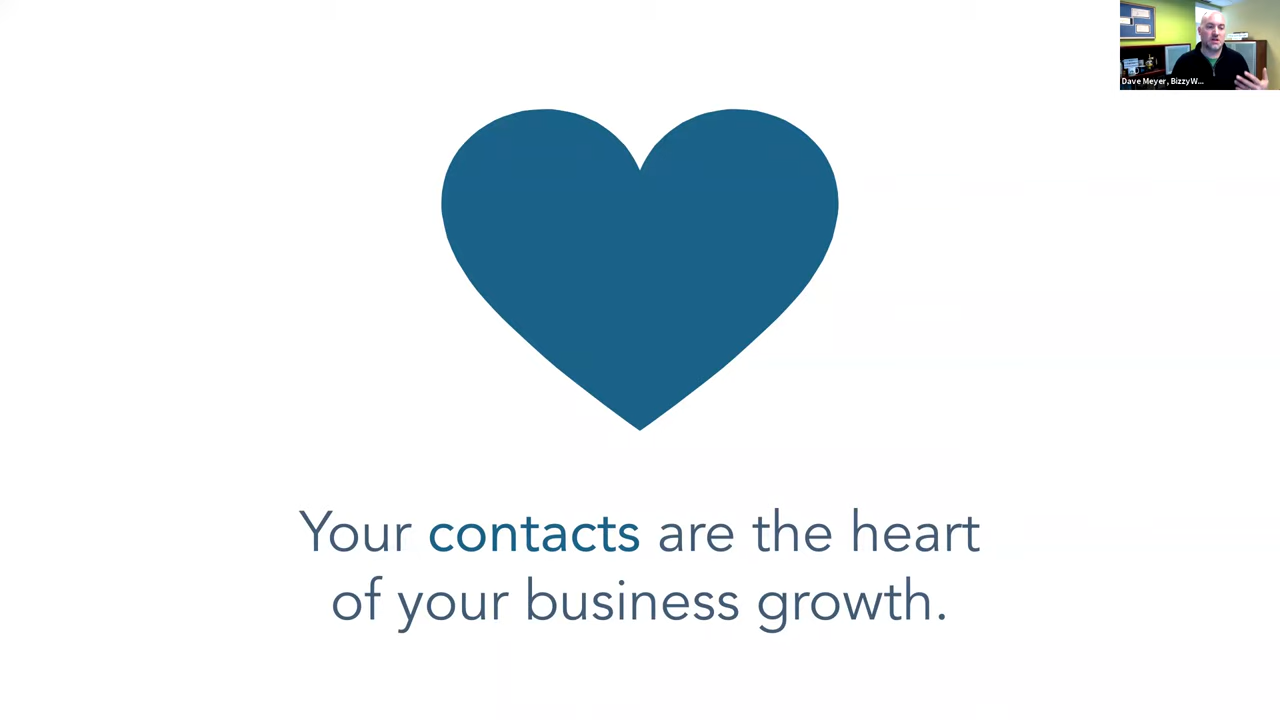 Dave Meyer, BizzyW...
Your contacts are the heart
of your business growth.